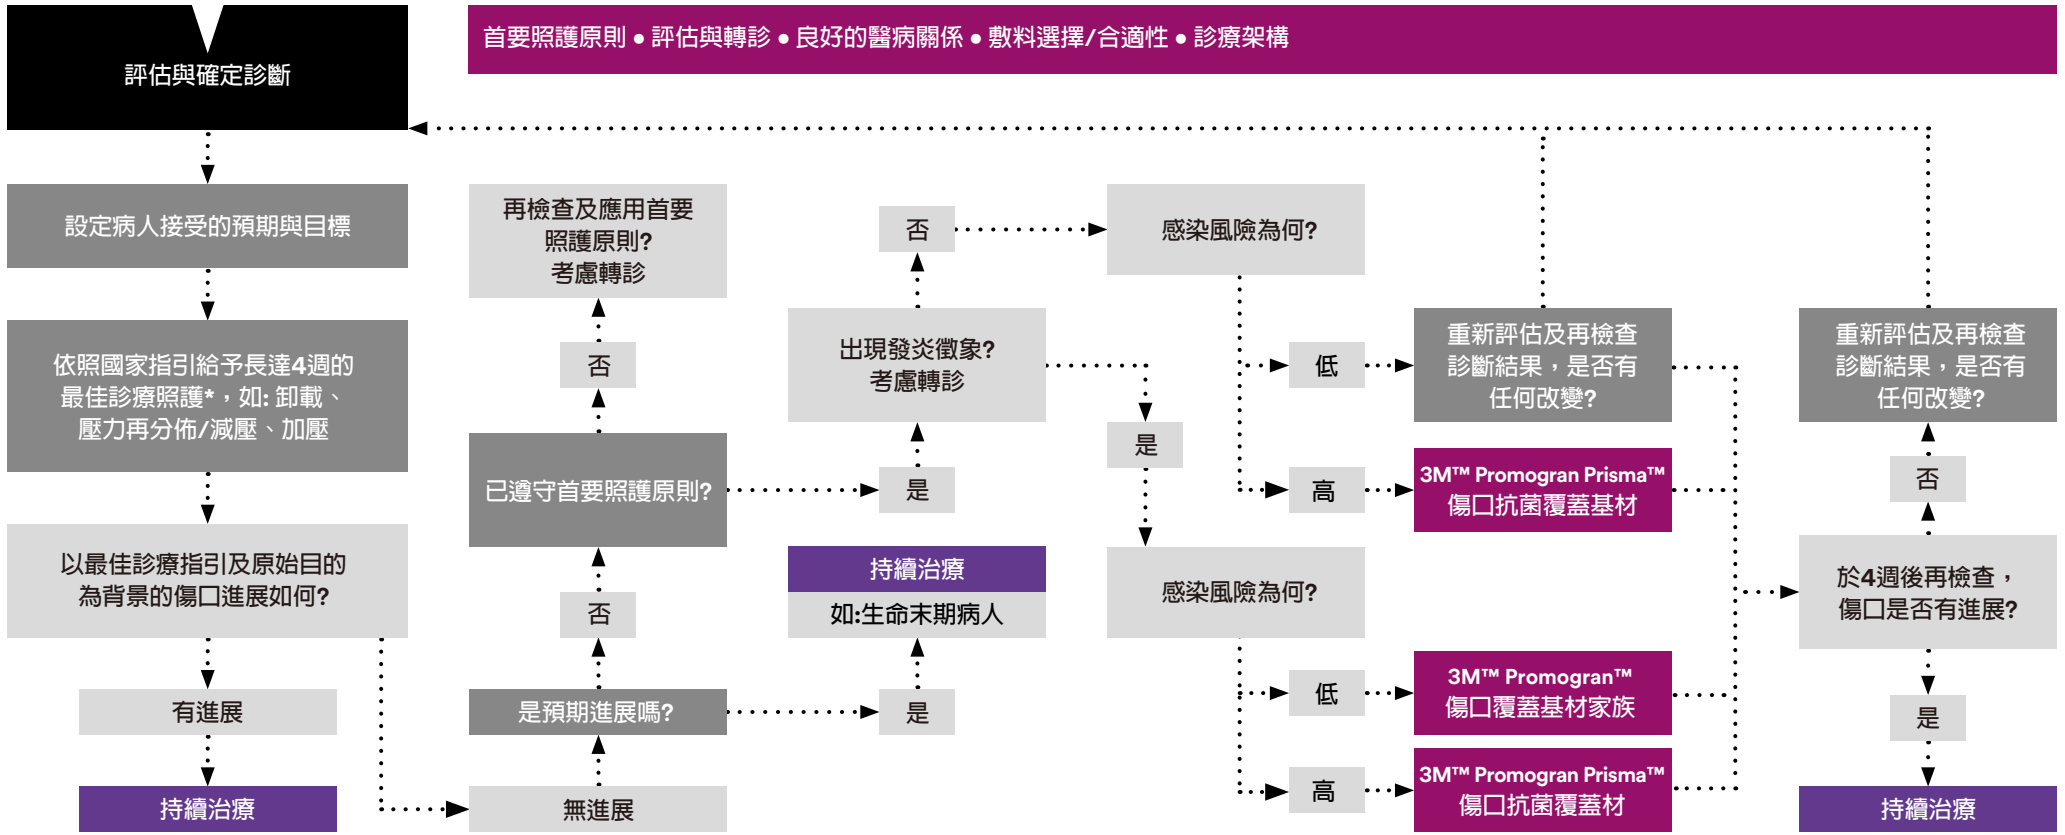 首要照護原則 ● 評估與轉診 ● 良好的醫病關係 ● 敷料選擇/合適性 ● 診療架構
評估與確定診斷
設定病人接受的預期與目標
依照國家指引給予長達4週的
最佳診療照護*，如: 卸載、
壓力再分佈/減壓、加壓
以最佳診療指引及原始目的
為背景的傷口進展如何?
有進展
持續治療
再檢查及應用首要
照護原則?
考慮轉診
否
已遵守首要照護原則?
否
是預期進展嗎?
無進展
否
出現發炎徵象?
考慮轉診
是
持續治療
如:生命末期病人
是
感染風險為何?
是
感染風險為何?
低
高
低
高
重新評估及再檢查
診斷結果，是否有
任何改變?
3M™ Promogran Prisma™
傷口抗菌覆蓋基材
3M™ Promogran™
傷口覆蓋基材家族
3M™ Promogran Prisma™
傷口抗菌覆蓋材
重新評估及再檢查
診斷結果，是否有
任何改變?
否
於4週後再檢查，
傷口是否有進展?
是
持續治療